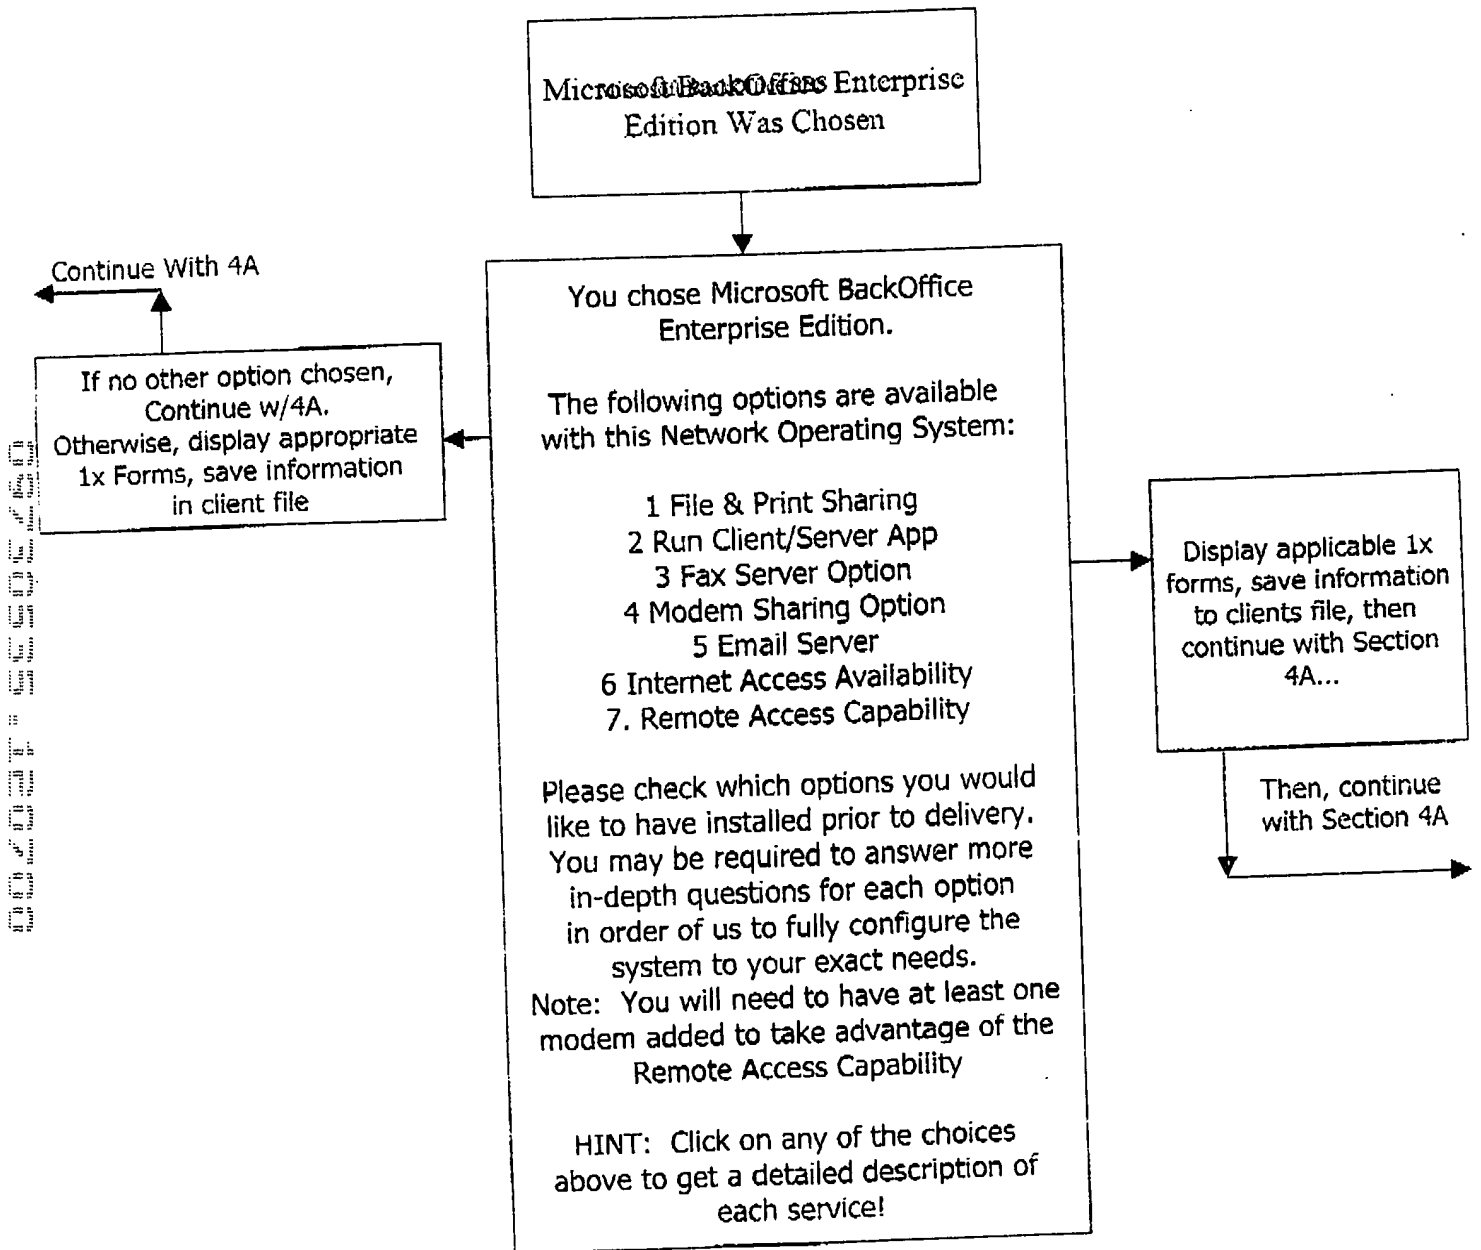 Microsoft BackOffice Enterprise
Edition Was Chosen
Continue With 4A
You chose Microsoft BackOffice
Enterprise Edition.
The following options are available
with this Network Operating System:
1 File & Print Sharing
2 Run Client/Server App
3 Fax Server Option
4 Modem Sharing Option
5 Email Server
6 Internet Access Availability
7. Remote Access Capability
Please check which options you would
like to have installed prior to delivery.
You may be required to answer more
in-depth questions for each option
in order of us to fully configure the
system to your exact needs.
Note: You will need to have at least one
modem added to take advantage of the
Remote Access Capability
HINT: Click on any of the choices
above to get a detailed description of
each service!
If no other option chosen,
Continue w/4A.
Otherwise, display appropriate
1x Forms, save information
in client file
Display applicable 1x
forms, save information
to clients file, then
continue with Section
4A...
Then, continue
with Section 4A